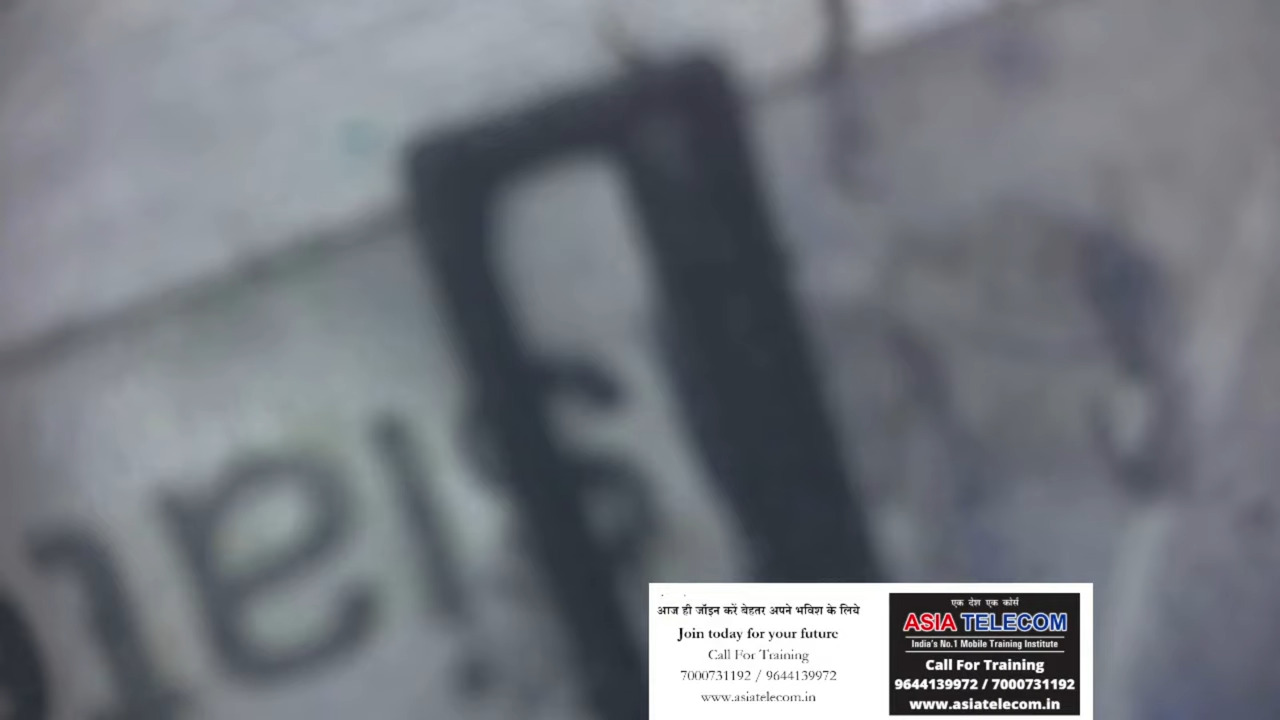 आज ही जॉइन करें बेहतर अपने भविश के लिये
Join today for your future
Call For Training
7000731192 / 9644139972
www.asiatelecom.in
एक देश एक कोर्स
ASIA TELECOM
India's No.1 Mobile Training Institute
Call For Training
9644139972 / 7000731192
www.asiatelecom.in